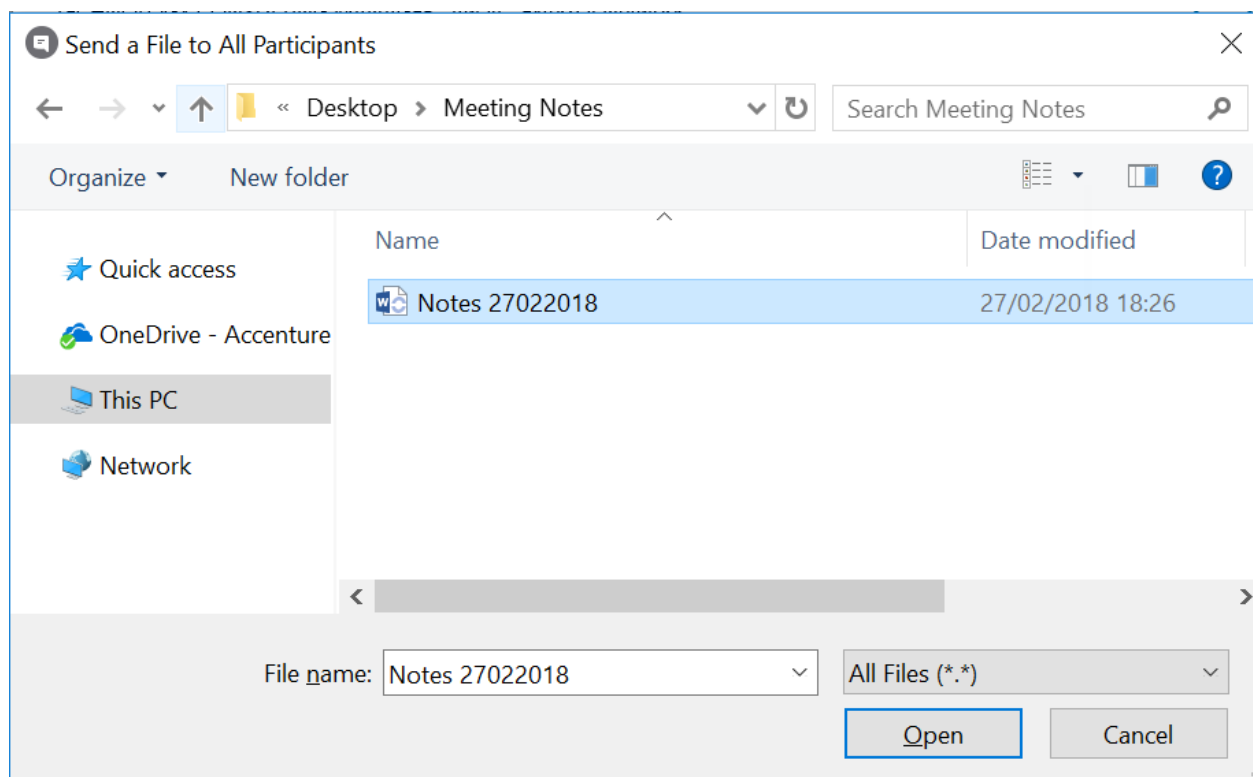 Send a File to All Participants
« Desktop > Meeting Notes
Search Meeting Notes
Organize
New folder
?
Name
Date modified
Quick access
OneDrive - Accenture
This PC
Network
Notes 27022018
27/02/2018 18:26
File name:
Notes 27022018
All Files (*.*)
Open
Cancel